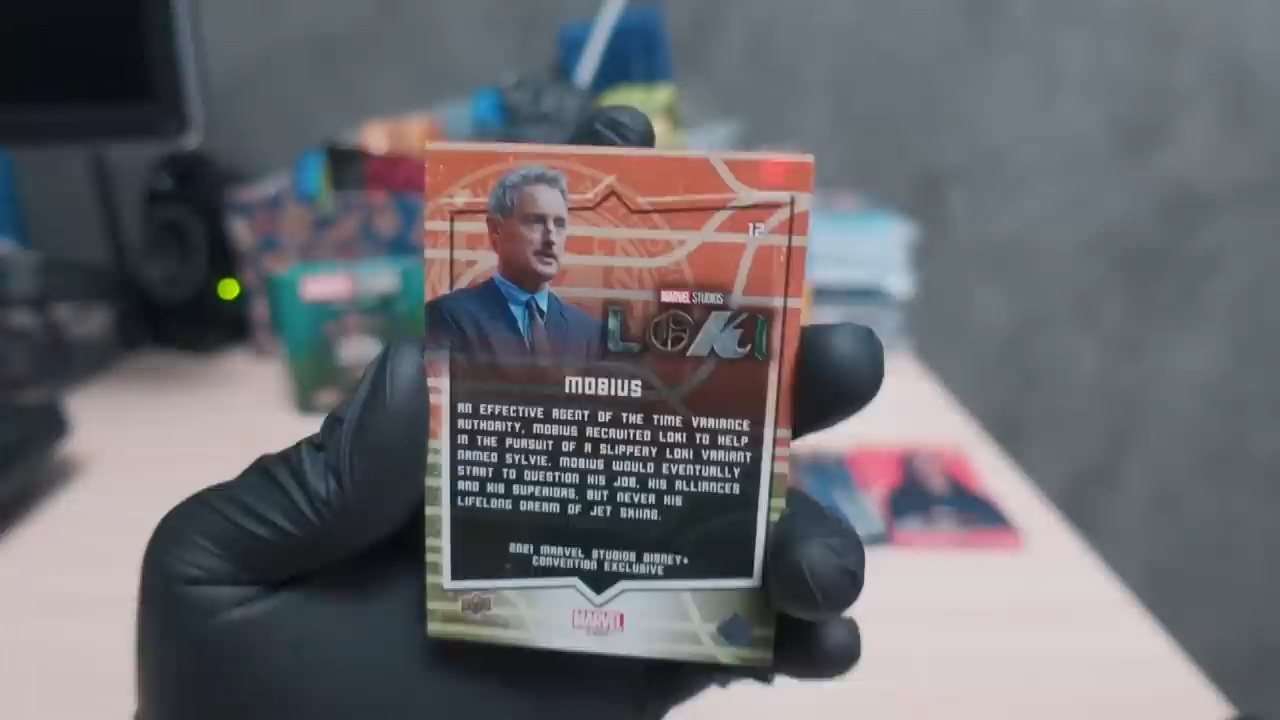 12
MARVEL STUDIOS
LOKI
MOBIUS
AN EFFECTIVE AGENT OF THE TIME VARIANCE
AUTHORITY, MOBIUS RECRUITED LOKI TO HELP
IN THE PURSUIT OF A SLIPPERY LOKI VARIANT
NAMED SYLVIE. MOBIUS WOULD EVENTUALLY
START TO QUESTION HIS JOB, HIS ALLIANCES
AND HIS SUPERIORS, BUT NEVER HIS
LIFELONG DREAM OF JET SKIING.
2021 MARVEL STUDIOS DISNEY+
CONVENTION EXCLUSIVE
MARVEL